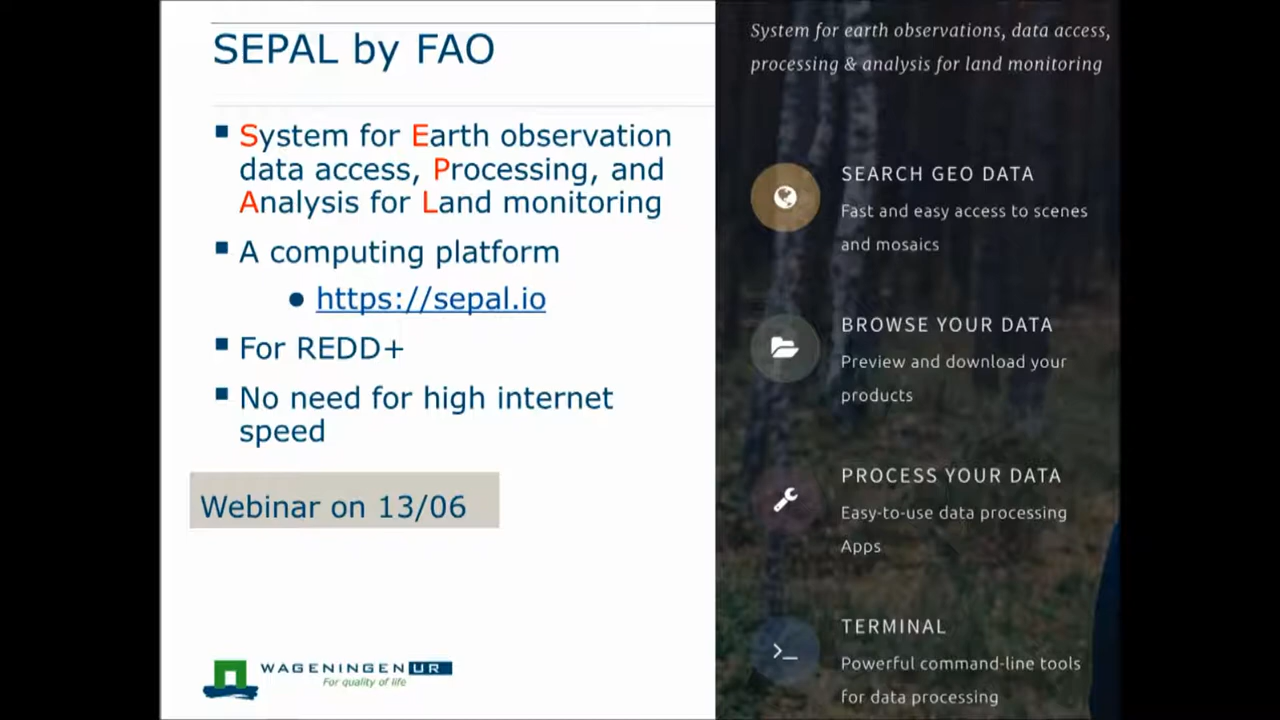 SEPAL by FAO
System for Earth observation
data access, Processing, and
Analysis for Land monitoring
A computing platform
https://sepal.io
For REDD+
No need for high internet
speed
Webinar on 13/06
WAGENINGEN UR
For quality of life
System for earth observations, data access,
processing & analysis for land monitoring
SEARCH GEO DATA
Fast and easy access to scenes
and mosaics
BROWSE YOUR DATA
Preview and download your
products
PROCESS YOUR DATA
Easy-to-use data processing
Apps
TERMINAL
Powerful command-line tools
for data processing